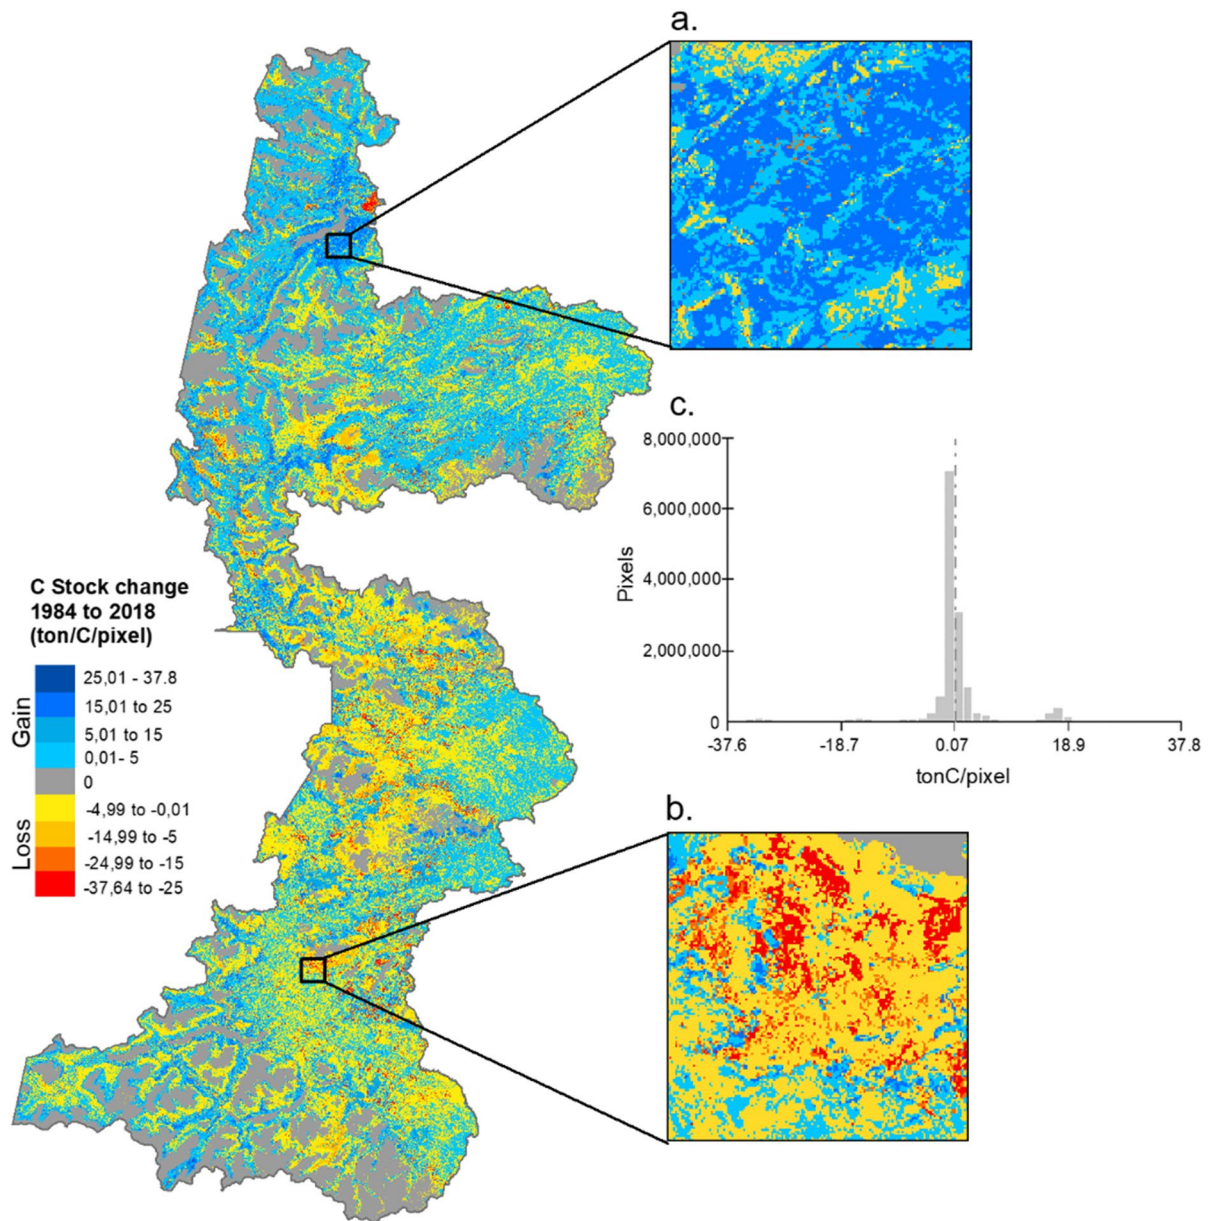 a.
c.
8,000,000
6,000,000
4,000,000
2,000,000
0
Pixels
-37.6
-18.7
0.07
18.9
37.8
tonC/pixel
C Stock change
1984 to 2018
(ton/C/pixel)
Gain
Loss
25,01 - 37.8
15,01 to 25
5,01 to 15
0,01- 5
0
-4,99 to -0,01
-14,99 to -5
-24,99 to -15
-37,64 to -25
b.